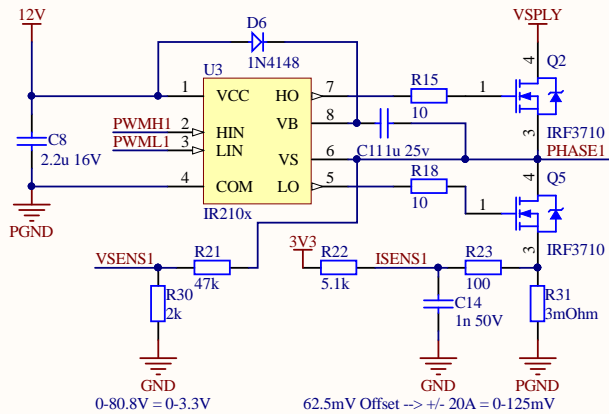 12V
D6
1N4148
VSPLY
U3
4
Q2
1 VCC HO 7
R15
1
10
IRF3710
PWMH1 2 HIN
VB 8
3
PWML1 3 LIN
C8
2.2u 16V
VS 6
C111u 25v
PHASE1
4
4 COM LO 5
R18
Q5
10
1
PGND
IR210x
IRF3710
3V3
R22
ISENS1
R23
3
VSENS1
R21
47k
5.1k
100
R30
2k
C14
1n 50V
R31
3mOhm
GND
GND
PGND
0-80.8V = 0-3.3V
62.5mV Offset --> +/- 20A = 0-125mV